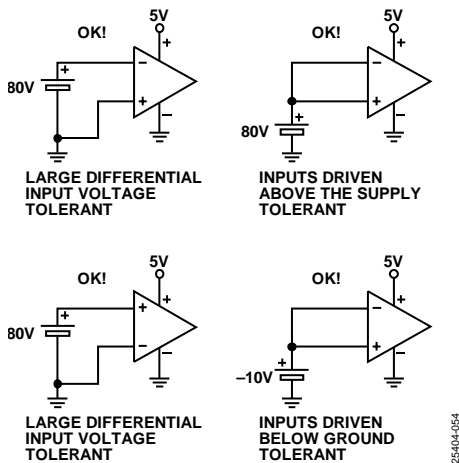 OK!
5V
+
80V
+
−
+
−
LARGE DIFFERENTIAL
INPUT VOLTAGE
TOLERANT
OK!
5V
+
−
+
−
80V
+
INPUTS DRIVEN
ABOVE THE SUPPLY
TOLERANT
OK!
5V
+
80V
+
+
−
−
LARGE DIFFERENTIAL
INPUT VOLTAGE
TOLERANT
OK!
5V
+
−
+
−
−10V
+
INPUTS DRIVEN
BELOW GROUND
TOLERANT
25404-054